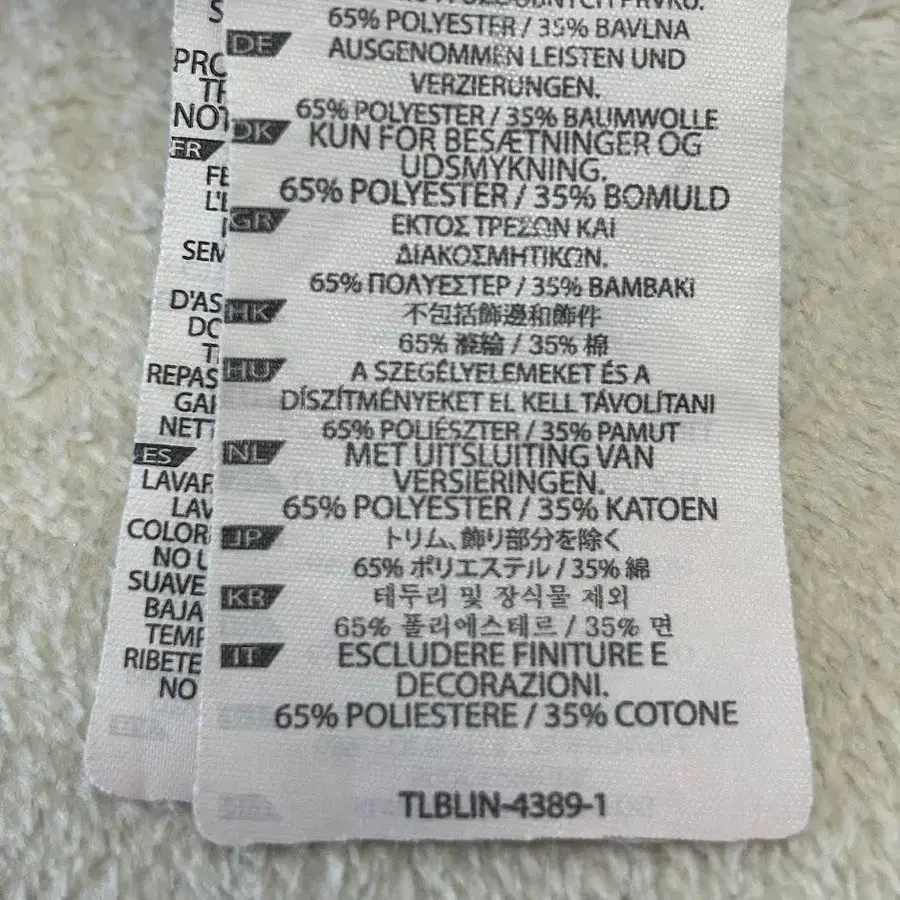 65% POLYESTER / 35% BAVLNA
DE AUSGENOMMEN LEISTEN UND
VERZIERUNGEN.
65% POLYESTER / 35% BAUMWOLLE
DK KUN FOR BESÆTNINGER OG
UDSMYKNING.
65% POLYESTER / 35% BOMULD
GR ΕΚΤΟΣ ΤΡΕΣΩΝ ΚΑΙ
ΔΙΑΚΟΣΜΗΤΙΚΩΝ.
65% ΠΟΛΥΕΣΤΕΡ / 35% ΒΑΜΒΑΚΙ
HK 不包括飾邊和飾件
65% 滌綸 / 35% 棉
HU A SZEGÉLYELEMEKET ÉS A
DÍSZÍTMÉNYEKET EL KELL TÁVOLÍTANI
65% POLIÉSZTER / 35% PAMUT
NL MET UITSLUITING VAN
VERSIERINGEN.
65% POLYESTER / 35% KATOEN
JP トリム、飾り部分を除く
65% ポリエステル / 35% 綿
KR 테두리 및 장식물 제외
65% 폴리에스테르 / 35% 면
IT ESCLUDERE FINITURE E
DECORAZIONI.
65% POLIESTERE / 35% COTONE
TLBLIN-4389-1
FR
SEM
D'AS
REPAS
GAI
NETT
ES
LAVAR
LAV
COLOR
NO
SUAVE
BAJA
TEMP
RIBETE
NO